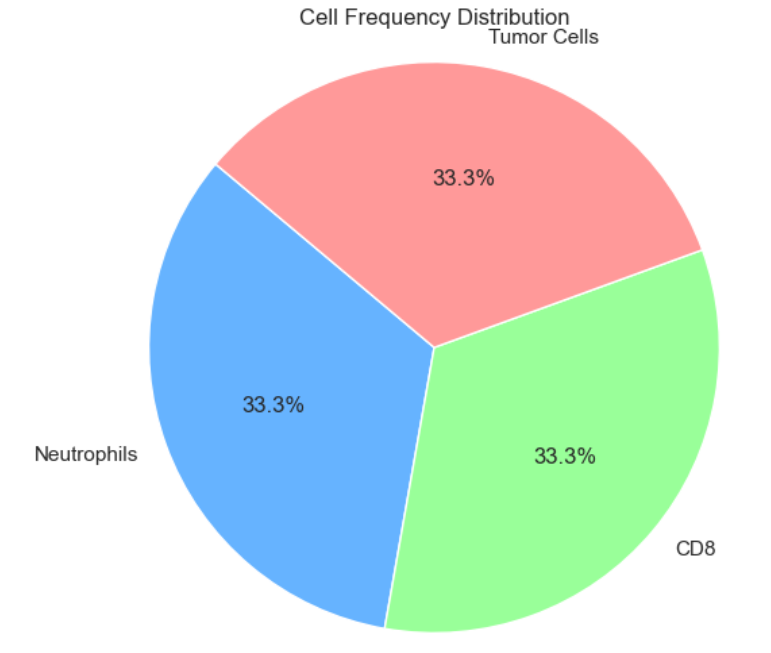 Cell Frequency Distribution
Tumor Cells
33.3%
33.3%
Neutrophils
33.3%
CD8